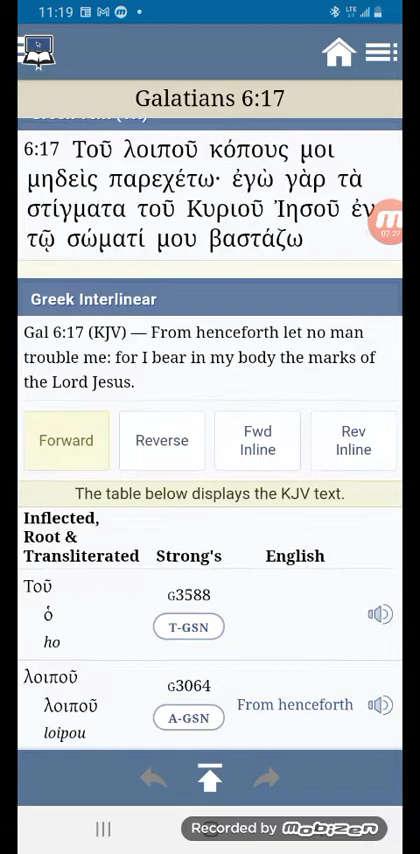 11:19
LTE
Galatians 6:17
6:17 Τοῦ λοιποῦ κόπους μοι
μηδεὶς παρεχέτω· ἐγὼ γὰρ τὰ
στίγματα τοῦ Κυριοῦ Ἰησοῦ ἐν
τῷ σώματί μου βαστάζω
07:27
Greek Interlinear
Gal 6:17 (KJV) — From henceforth let no man
trouble me: for I bear in my body the marks of
the Lord Jesus.
Forward Reverse Fwd Inline Rev Inline
The table below displays the KJV text.
Inflected,
Root &
Transliterated Strong's English
Τοῦ
ὁ
ho
G3588
T-GSN
λοιποῦ
λοιποῦ
loipou
G3064
A-GSN
From henceforth
Recorded by mobizen